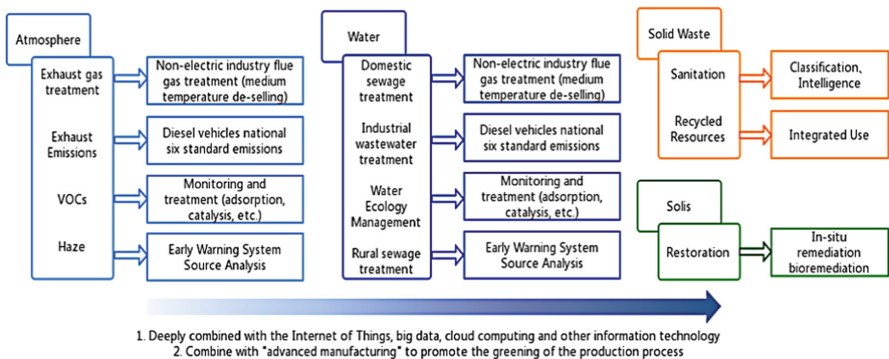 Atmosphere
Exhaust gas
treatment
Non-electric industry flue
gas treatment (medium
temperature de-selling)
Exhaust
Emissions
Diesel vehicles national
six standard emissions
VOCs
Monitoring and
treatment (adsorption,
catalysis, etc.)
Haze
Early Warning System
Source Analysis
Water
Domestic
sewage
treatment
Non-electric industry flue
gas treatment (medium
temperature de-selling)
Industrial
wastewater
treatment
Diesel vehicles national
six standard emissions
Water
Ecology
Management
Monitoring and
treatment (adsorption,
catalysis, etc.)
Rural sewage
treatment
Early Warning System
Source Analysis
Solid Waste
Sanitation
Classification、
Intelligence
Recycled
Resources
Integrated Use
Solis
Restoration
In-situ
remediation
bioremediation
1. Deeply combined with the Internet of Things, big data, cloud computing and other information technology
2. Combine with "advanced manufacturing" to promote the greening of the production process